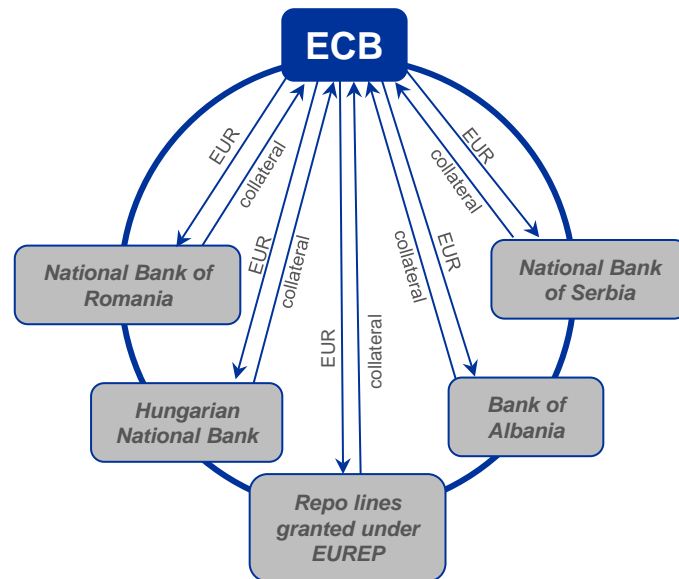 ECB
EUR
collateral
EUR
collateral
EUR
collateral
collateral
EUR
collateral
EUR
National Bank of
Romania
National Bank
of Serbia
Hungarian
National Bank
Bank of
Albania
Repo lines
granted under
EUREP